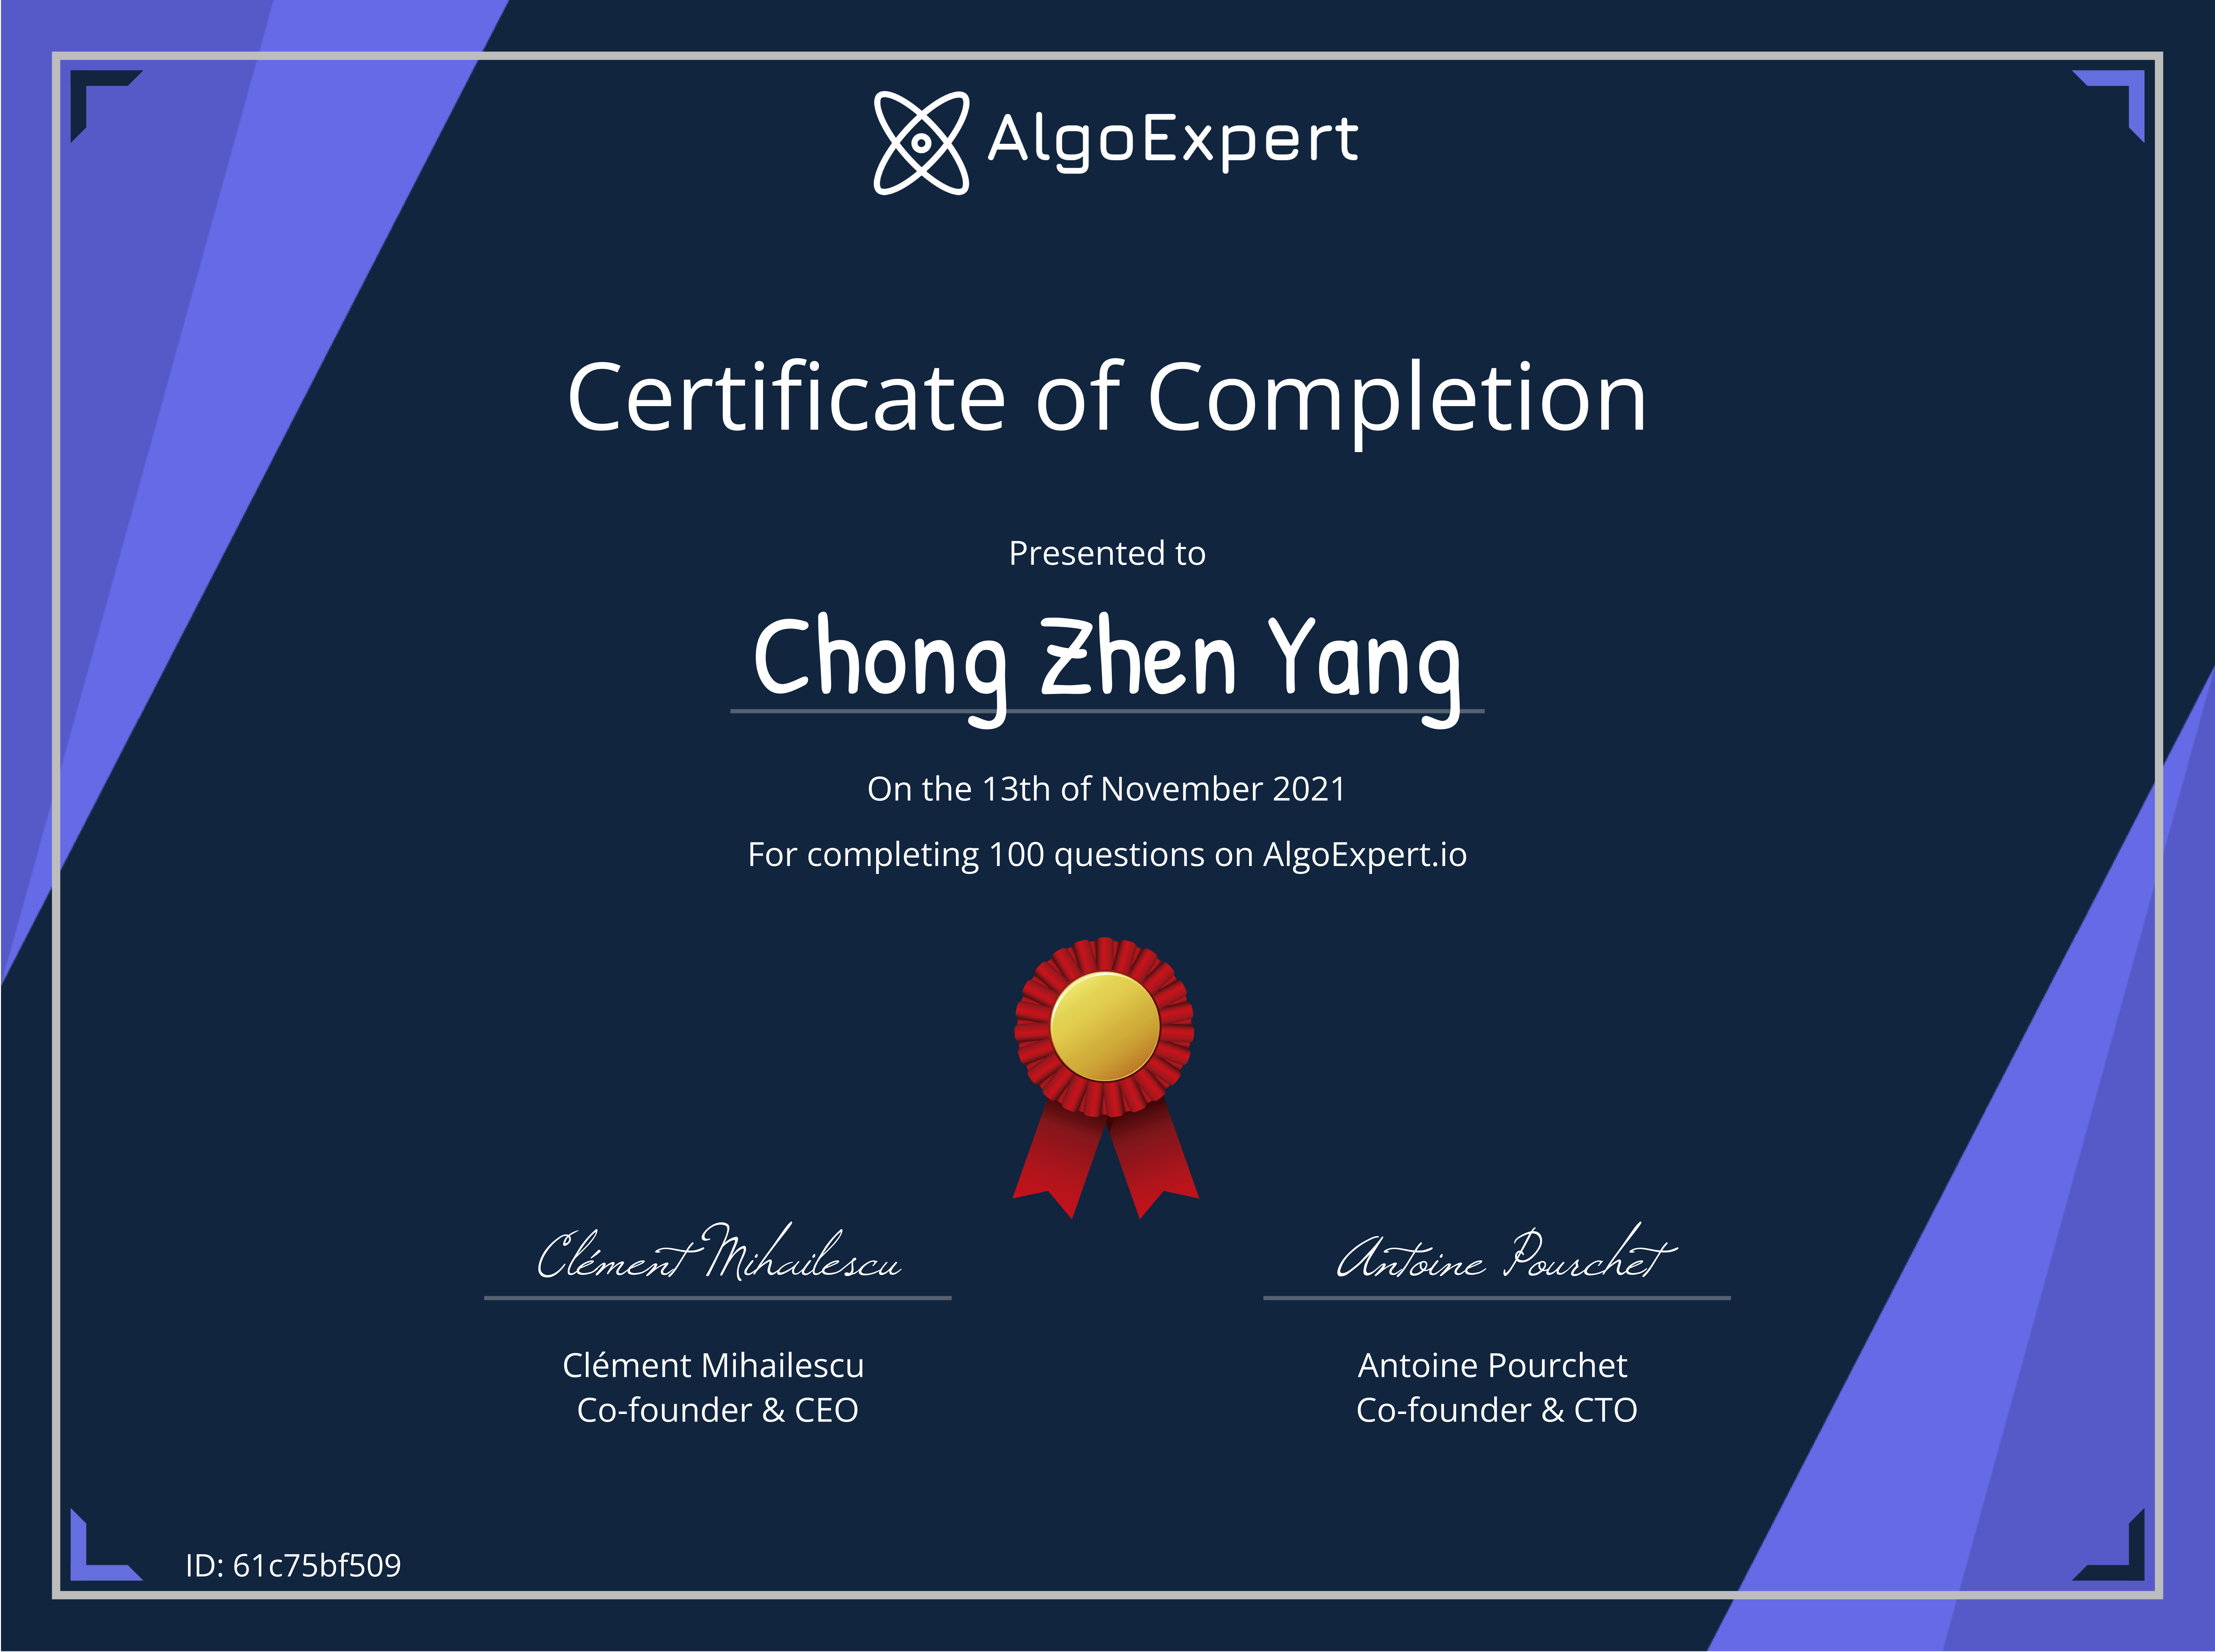 AlgoExpert
Certificate of Completion
Presented to
Chong Zhen Yang
On the 13th of November 2021
For completing 100 questions on AlgoExpert.io
Clément Mihailescu
Antoine Pourchet
Clément Mihailescu
Co-founder & CEO
Antoine Pourchet
Co-founder & CTO
ID: 61c75bf509